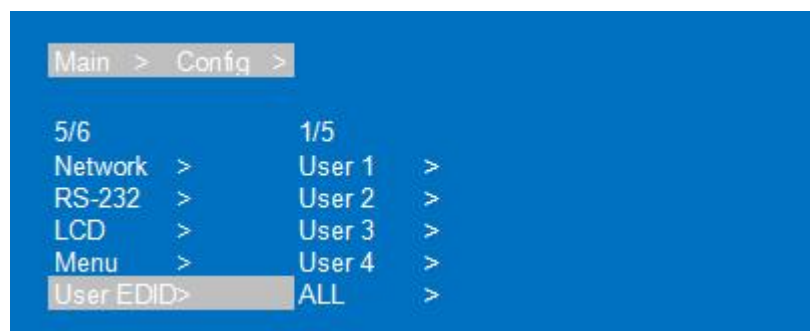 Main > Config >
5/6 1/5
Network > User 1 >
RS-232 > User 2 >
LCD > User 3 >
Menu > User 4 >
User EDID> ALL >